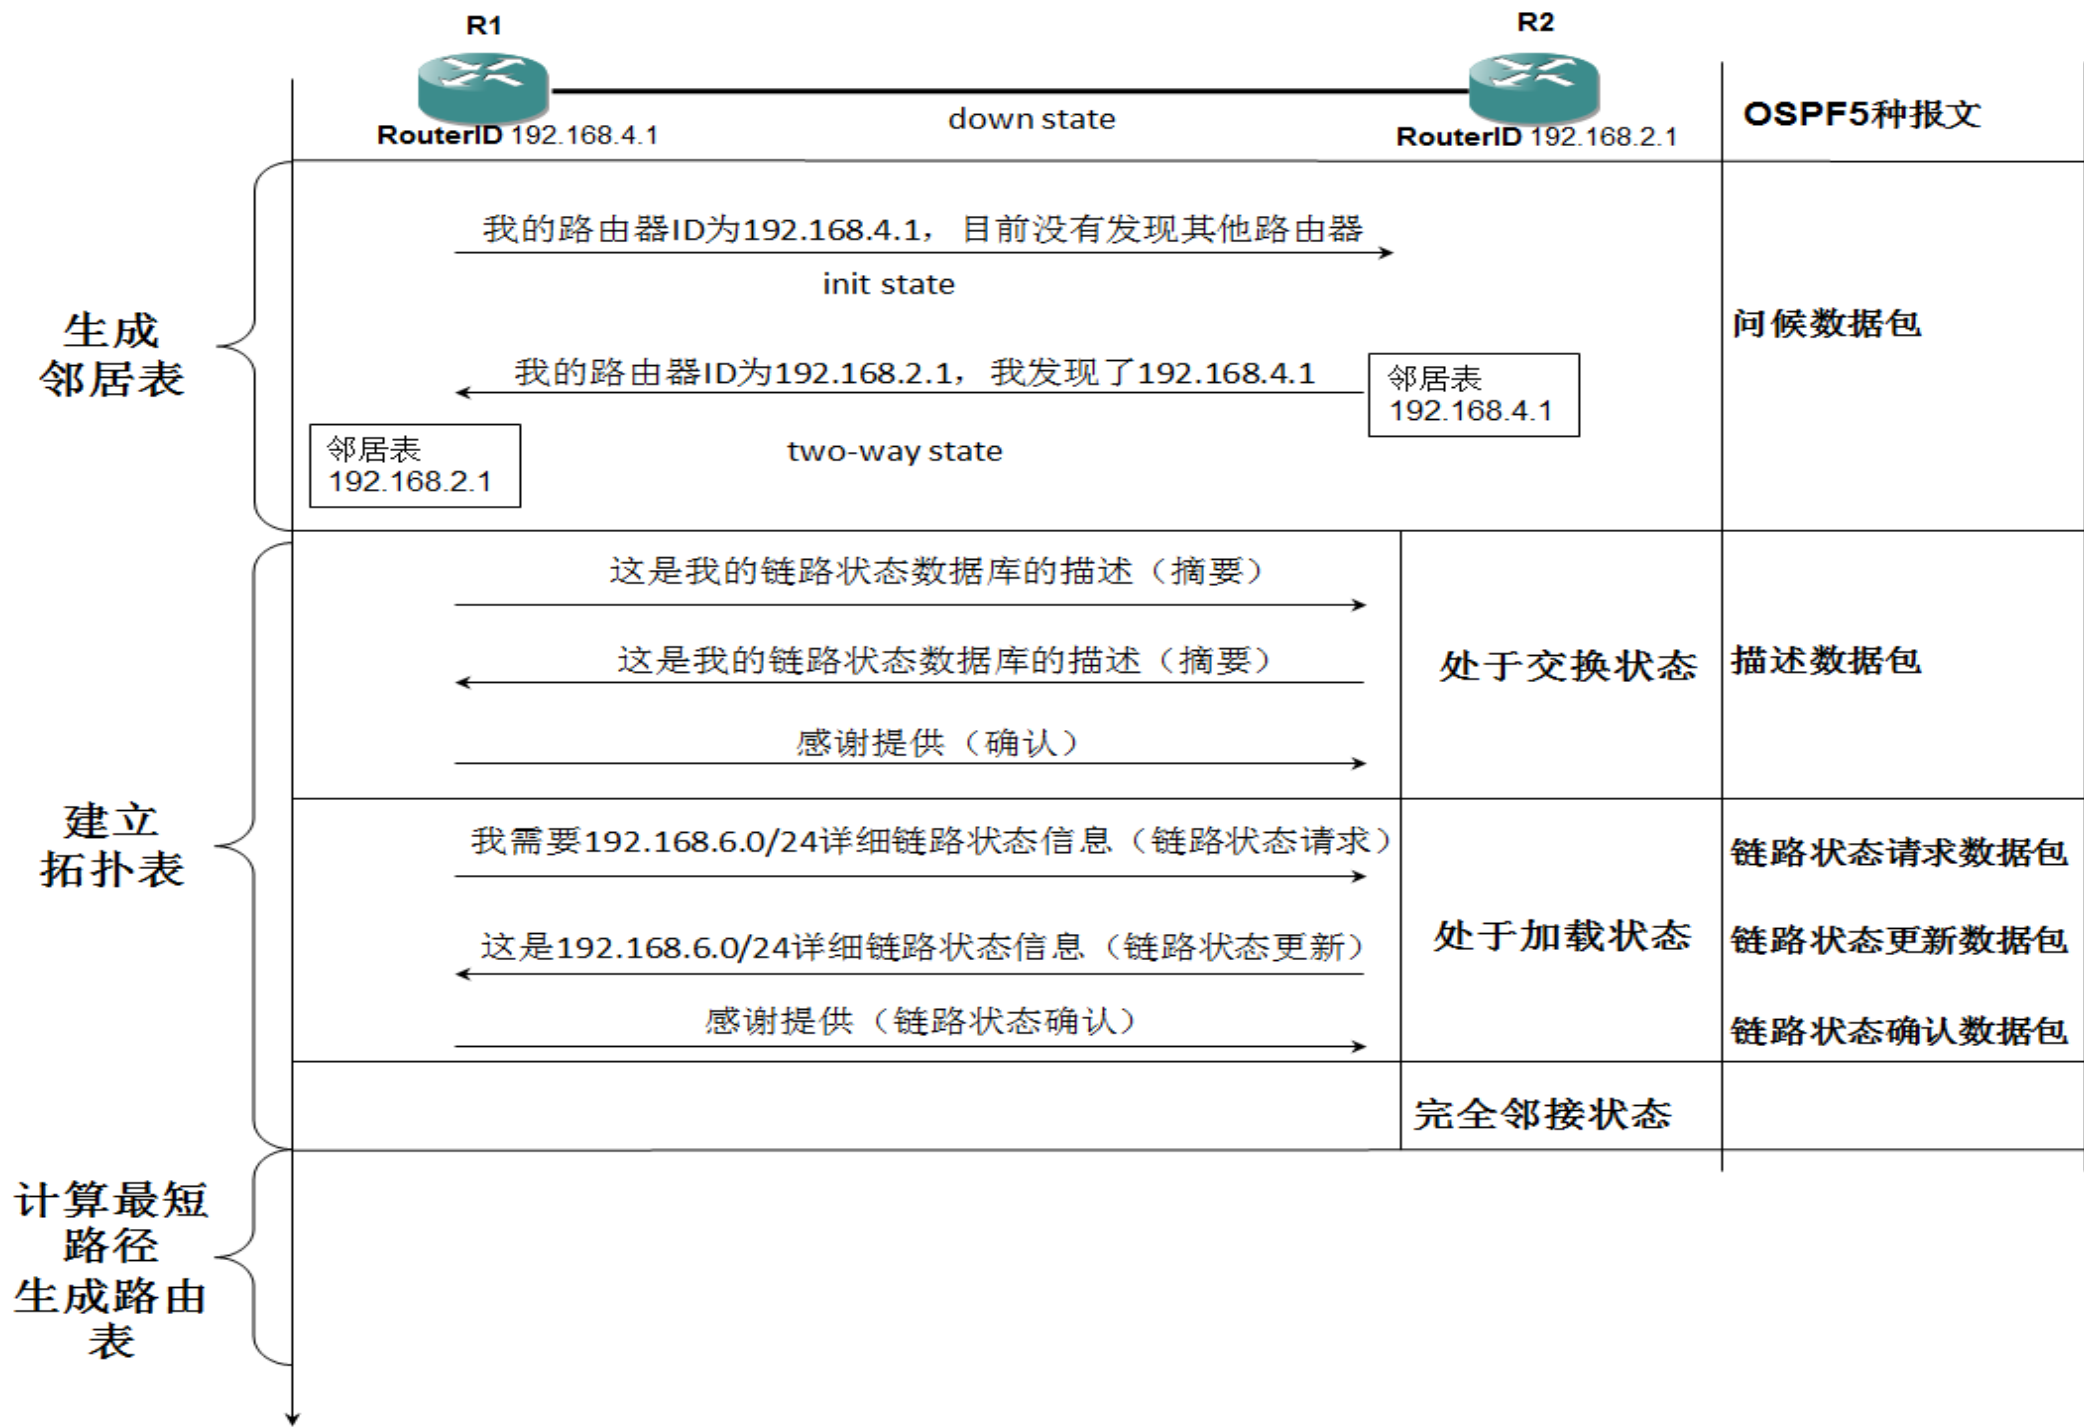 R1
R2
down state
RouterID 192.168.4.1
RouterID 192.168.2.1
OSPF5种报文
生成
邻居表
我的路由器ID为192.168.4.1，目前没有发现其他路由器
init state
我的路由器ID为192.168.2.1，我发现了192.168.4.1
邻居表
192.168.4.1
邻居表
192.168.2.1
two-way state
问候数据包
建立
拓扑表
这是我的链路状态数据库的描述（摘要）
这是我的链路状态数据库的描述（摘要）
感谢提供（确认）
处于交换状态
描述数据包
我需要192.168.6.0/24详细链路状态信息（链路状态请求）
这是192.168.6.0/24详细链路状态信息（链路状态更新）
感谢提供（链路状态确认）
处于加载状态
链路状态请求数据包
链路状态更新数据包
链路状态确认数据包
完全邻接状态
计算最短
路径
生成路由
表